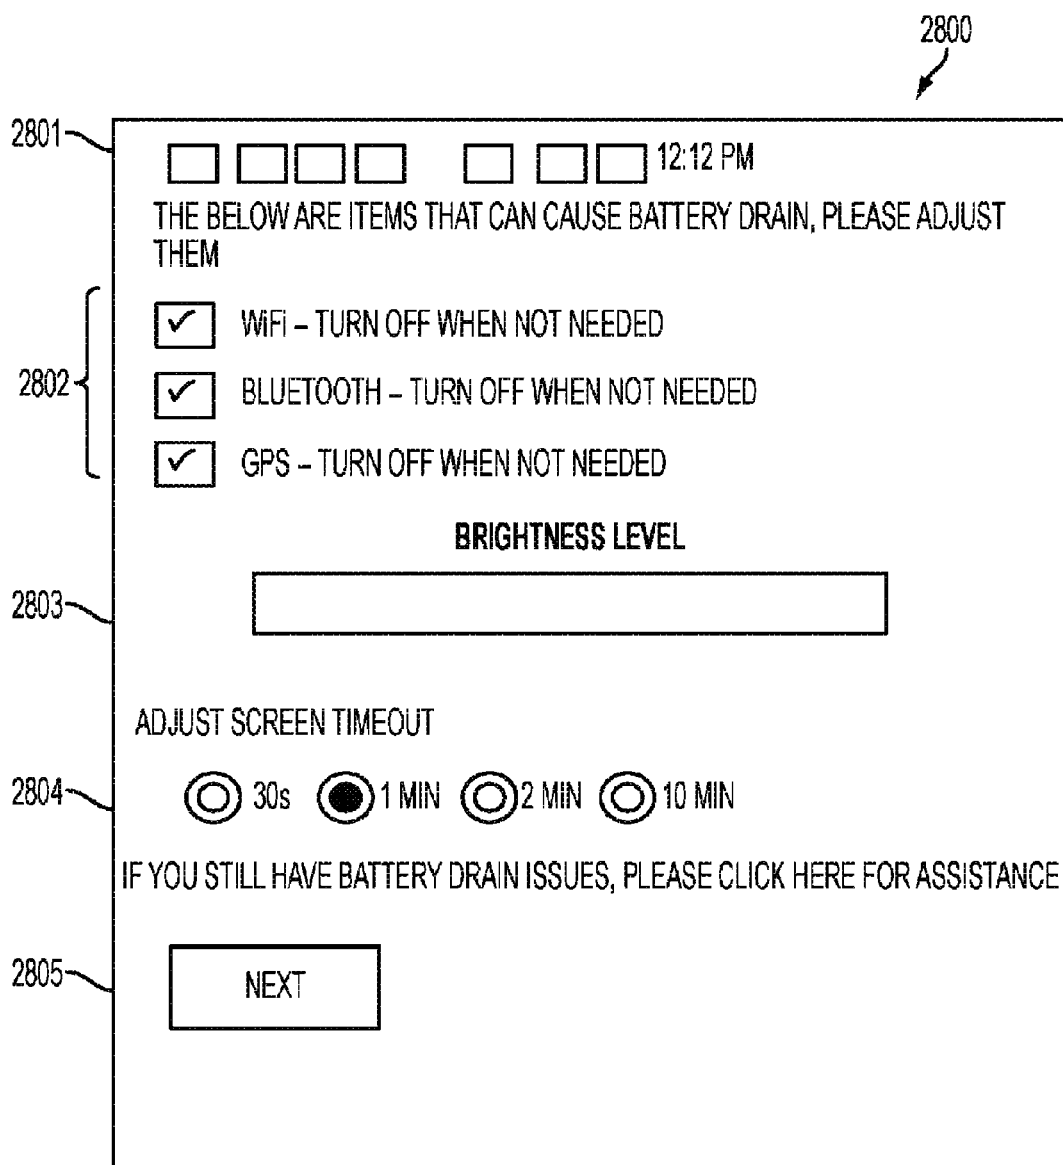 2800
2801
12:12 PM
THE BELOW ARE ITEMS THAT CAN CAUSE BATTERY DRAIN, PLEASE ADJUST
THEM
2802
WiFi – TURN OFF WHEN NOT NEEDED
BLUETOOTH – TURN OFF WHEN NOT NEEDED
GPS – TURN OFF WHEN NOT NEEDED
BRIGHTNESS LEVEL
2803
ADJUST SCREEN TIMEOUT
2804
30s 1 MIN 2 MIN 10 MIN
IF YOU STILL HAVE BATTERY DRAIN ISSUES, PLEASE CLICK HERE FOR ASSISTANCE
2805
NEXT